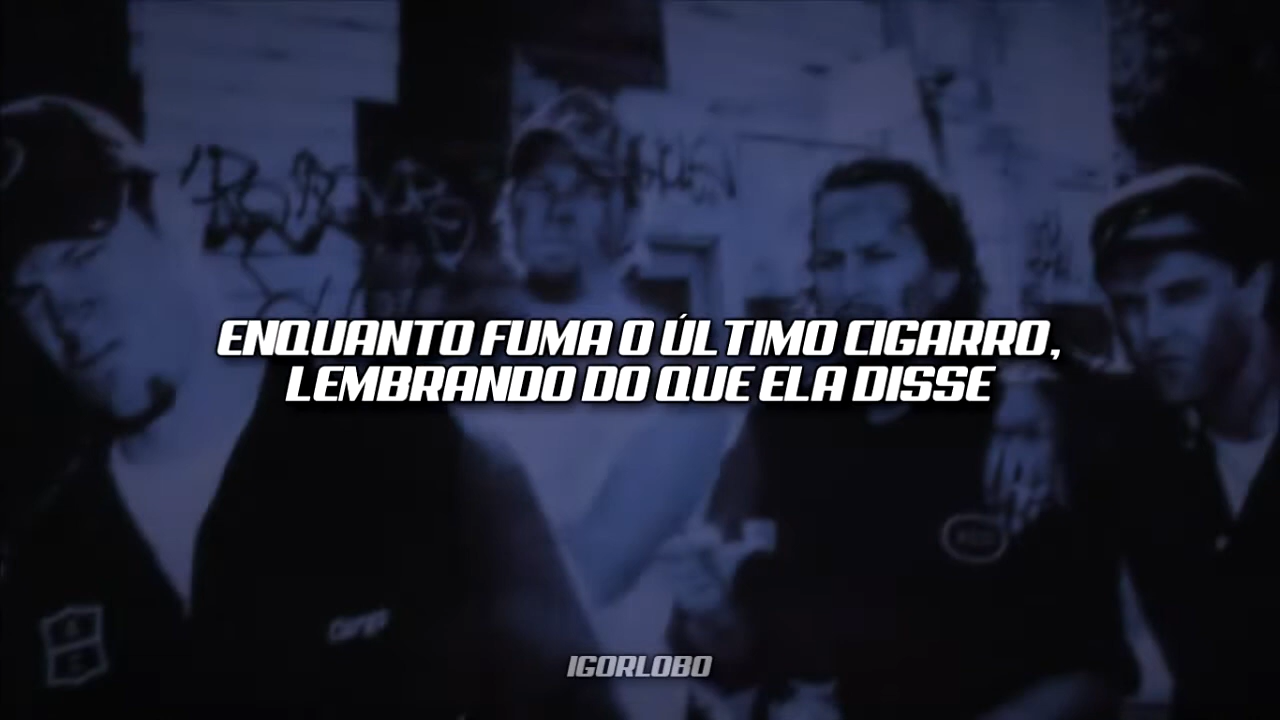 ENQUANTO FUMA O ÚLTIMO CIGARRO,
LEMBRANDO DO QUE ELA DISSE
IGORLOBO